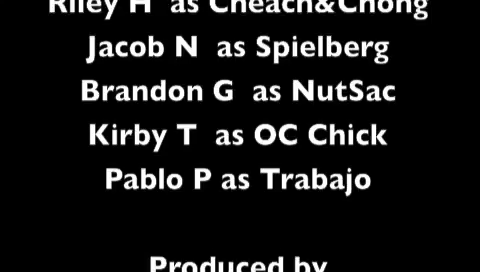 Riley H as Cheach&Chong
Jacob N as Spielberg
Brandon G as NutSac
Kirby T as OC Chick
Pablo P as Trabajo
Produced by